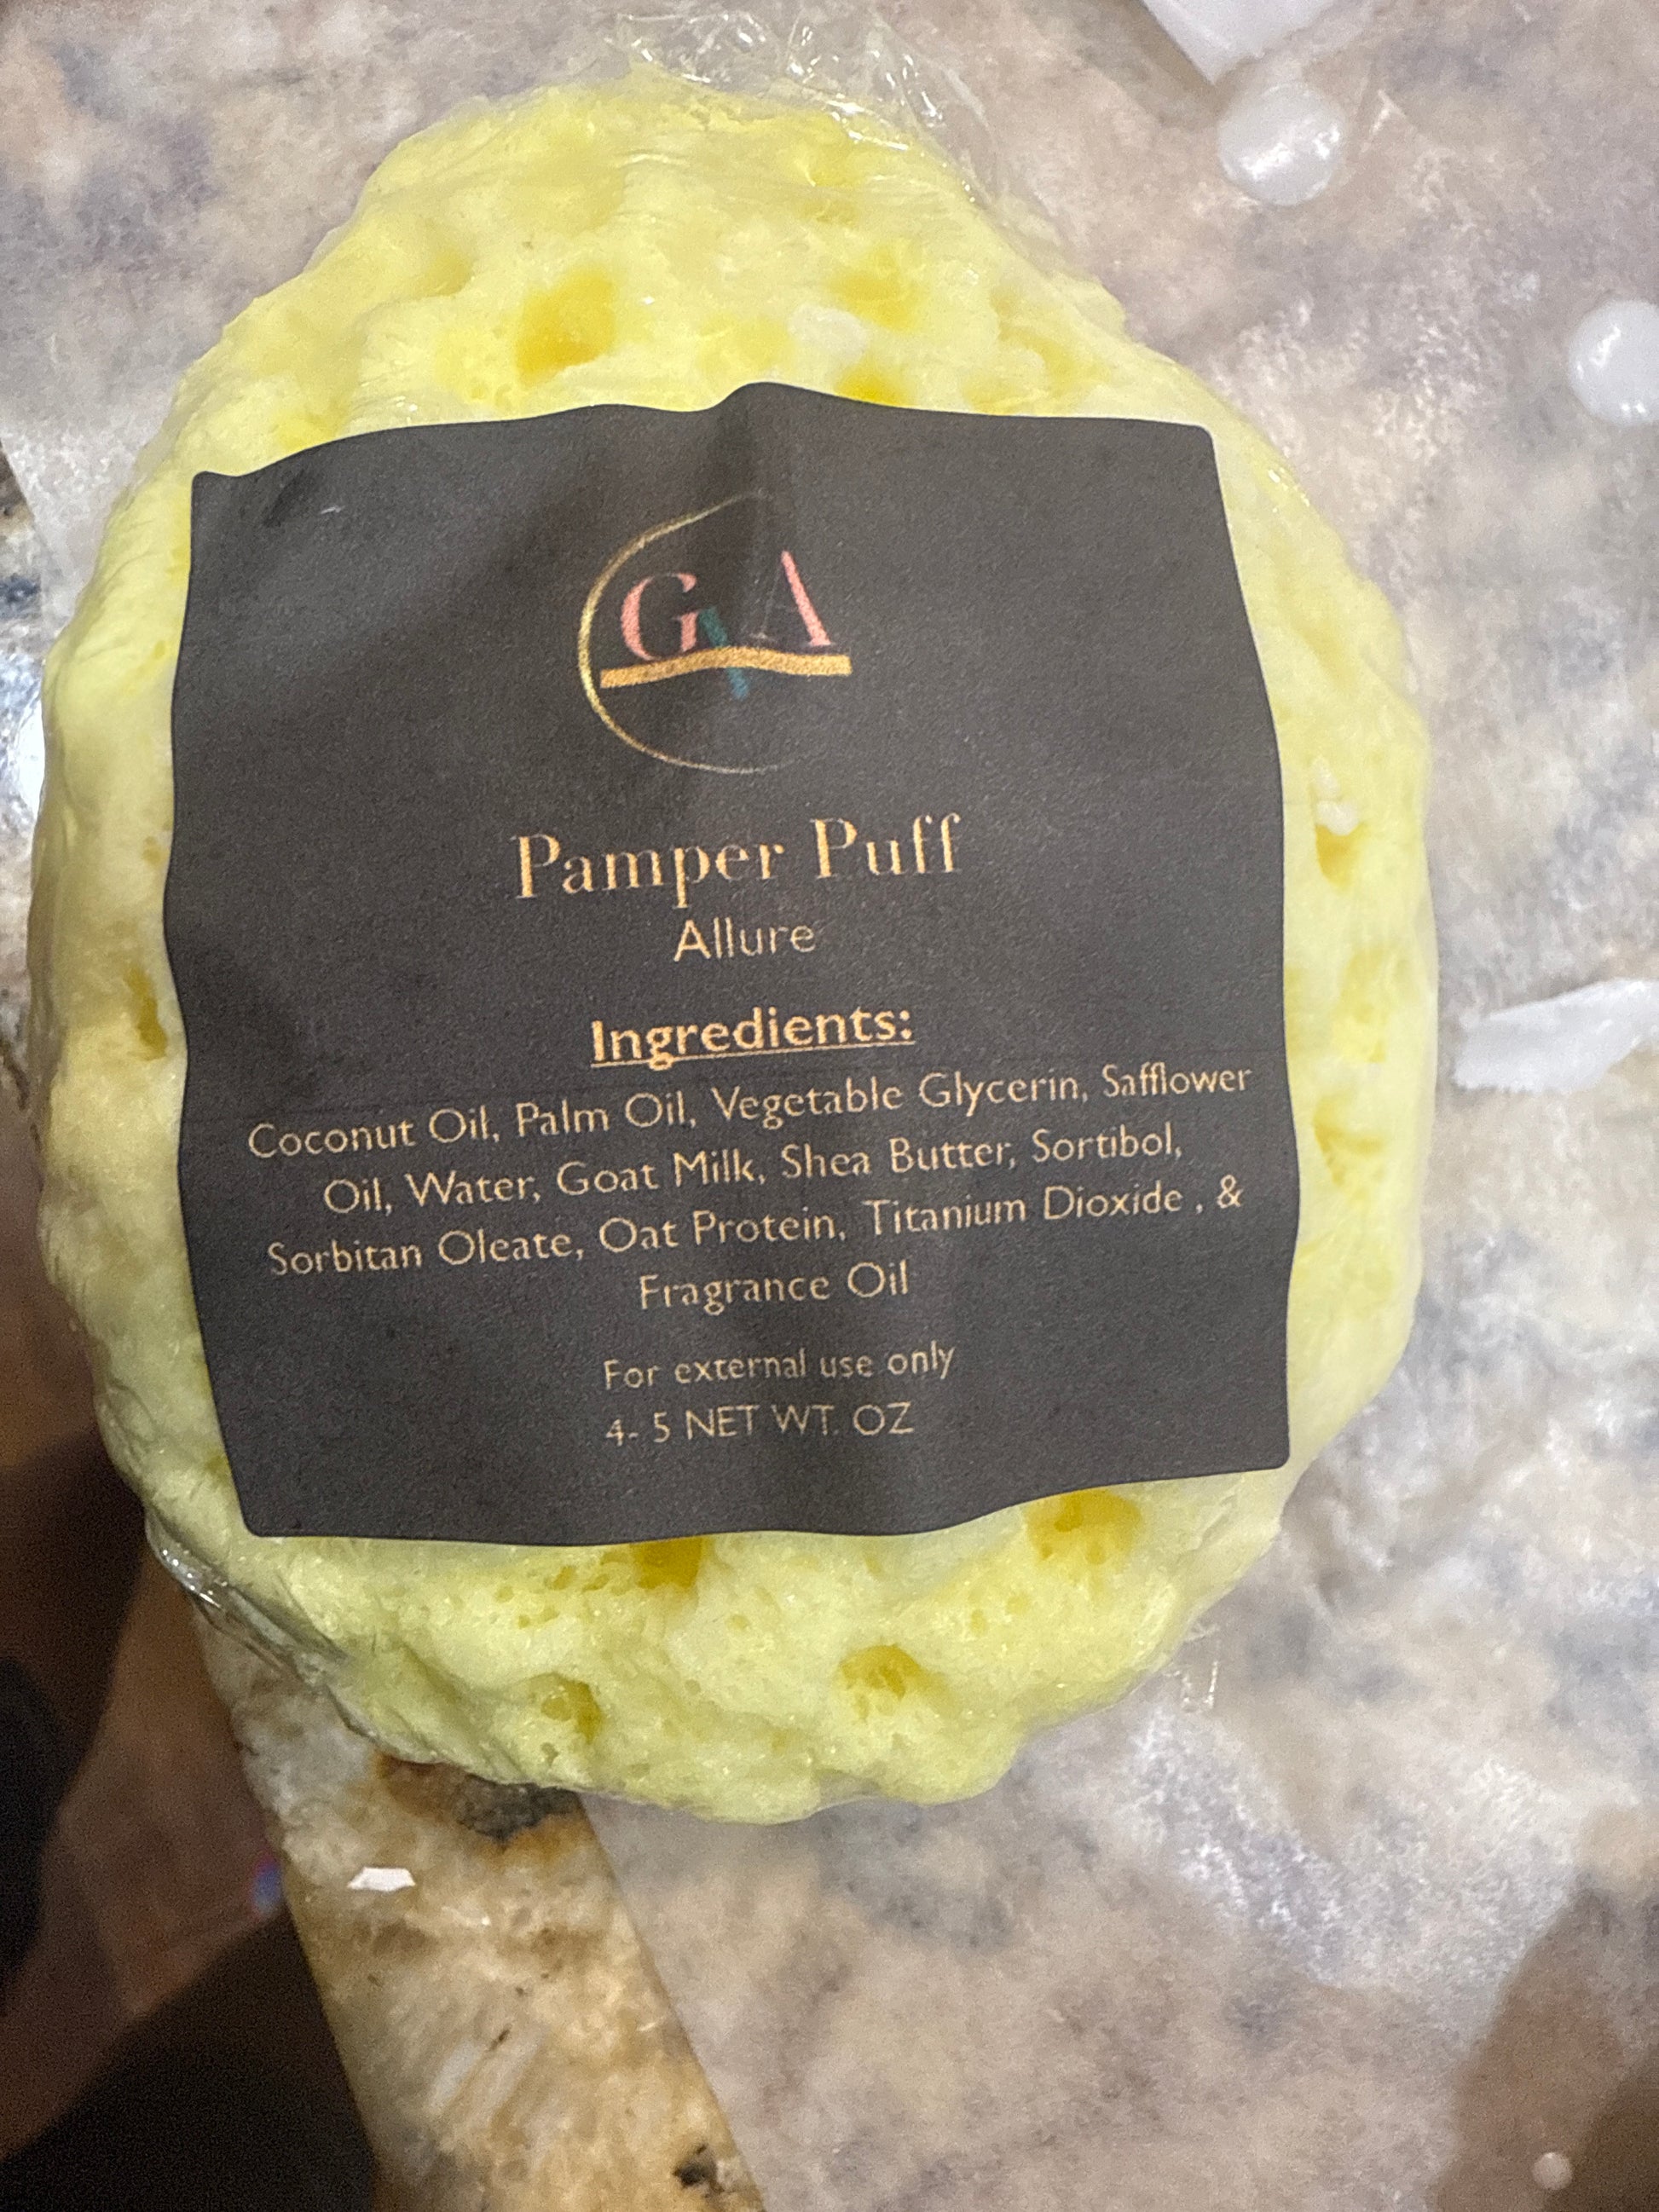 G A
Pamper Puff
Allure
Ingredients:
Coconut Oil, Palm Oil, Vegetable Glycerin, Safflower
Oil, Water, Goat Milk, Shea Butter, Sortibol,
Sorbitan Oleate, Oat Protein, Titanium Dioxide , &
Fragrance Oil
For external use only
4- 5 NET WT. OZ